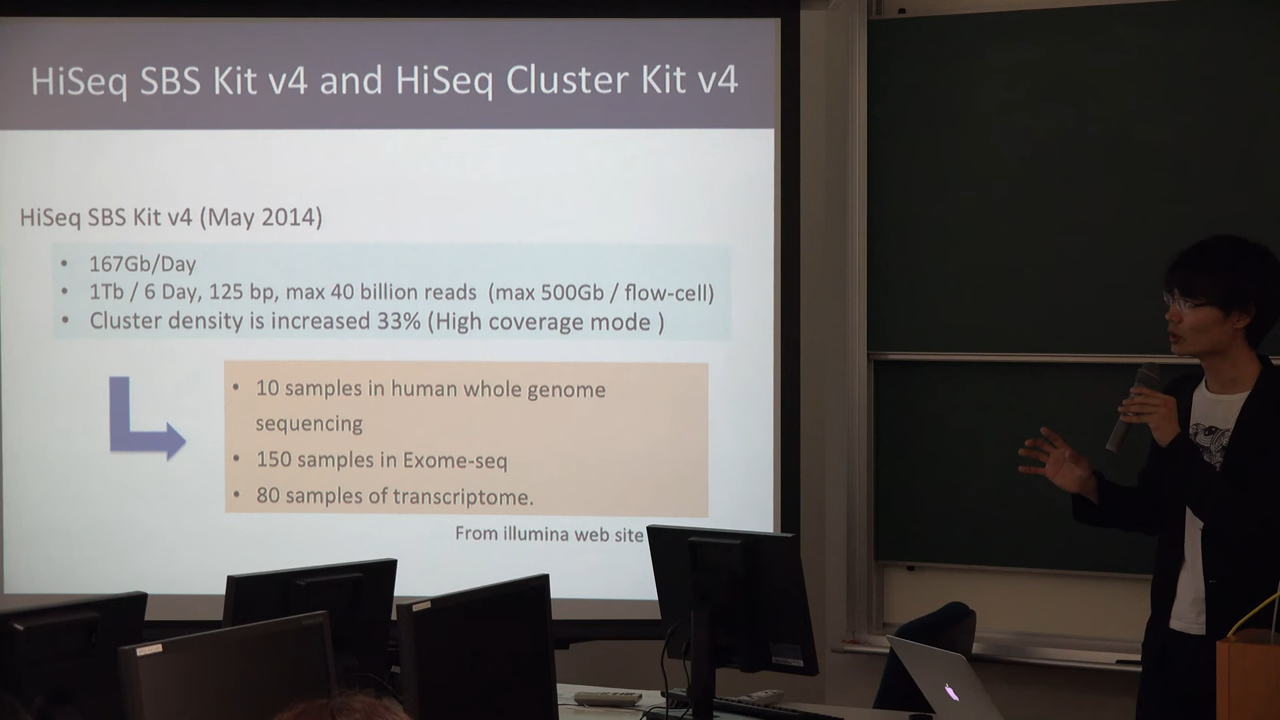 HiSeq SBS Kit v4 and HiSeq Cluster Kit v4
HiSeq SBS Kit v4 (May 2014)
• 167Gb/Day
• 1Tb / 6 Day, 125 bp, max 40 billion reads (max 500Gb / flow-cell)
• Cluster density is increased 33% (High coverage mode )
• 10 samples in human whole genome
sequencing
• 150 samples in Exome-seq
• 80 samples of transcriptome.
From illumina web site